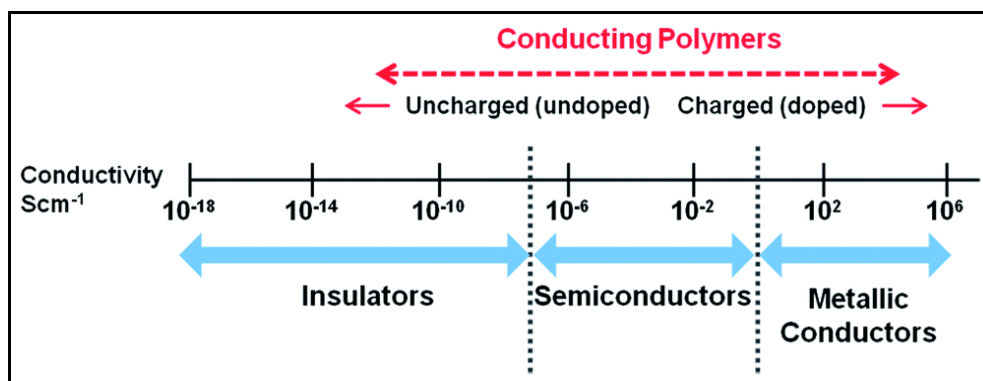 Conducting Polymers
Uncharged (undoped) Charged (doped)
Conductivity
Scm⁻¹
10⁻¹⁸ 10⁻¹⁴ 10⁻¹⁰ 10⁻⁶ 10⁻² 10² 10⁶
Insulators Semiconductors Metallic
Conductors